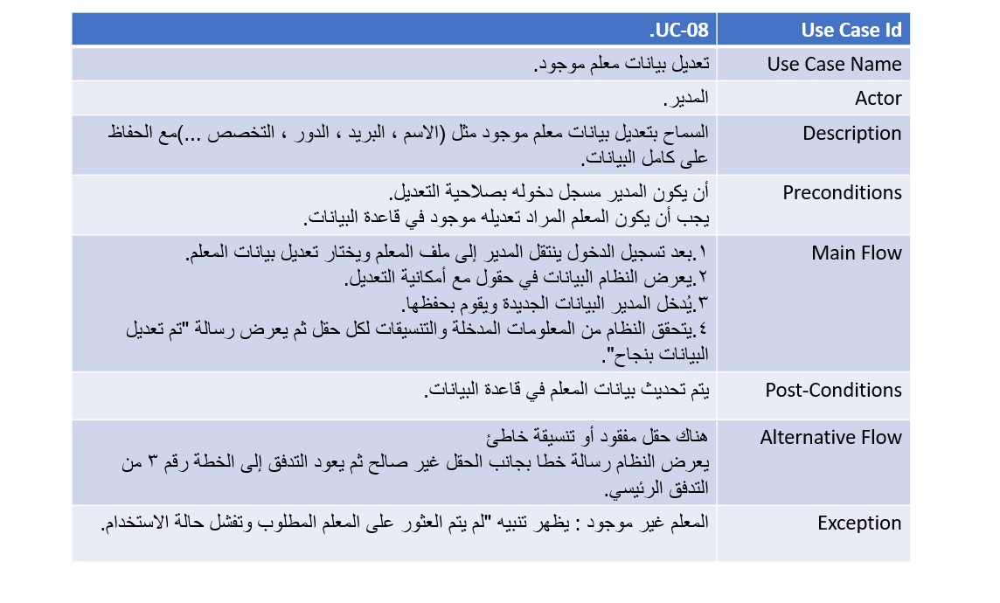 Use Case Id
UC-08.
Use Case Name
تعديل بيانات معلم موجود.
Actor
المدير.
Description
السماح بتعديل بيانات معلم موجود مثل (الاسم ، البريد ، الدور ، التخصص ...)مع الحفاظ
على كامل البيانات.
Preconditions
أن يكون المدير مسجل دخوله بصلاحية التعديل.
يجب أن يكون المعلم المراد تعديله موجود في قاعدة البيانات.
Main Flow
١.بعد تسجيل الدخول ينتقل المدير إلى ملف المعلم ويختار تعديل بيانات المعلم.
٢.يعرض النظام البيانات في حقول مع أمكانية التعديل.
٣.يُدخل المدير البيانات الجديدة ويقوم بحفظها.
٤.يتحقق النظام من المعلومات المدخلة والتنسيقات لكل حقل ثم يعرض رسالة "تم تعديل
البيانات بنجاح".
Post-Conditions
يتم تحديث بيانات المعلم في قاعدة البيانات.
Alternative Flow
هناك حقل مفقود أو تنسيقة خاطئ
يعرض النظام رسالة خطا بجانب الحقل غير صالح ثم يعود التدفق إلى الخطة رقم ٣ من
التدفق الرئيسي.
Exception
المعلم غير موجود : يظهر تنبيه "لم يتم العثور على المعلم المطلوب وتفشل حالة الاستخدام.